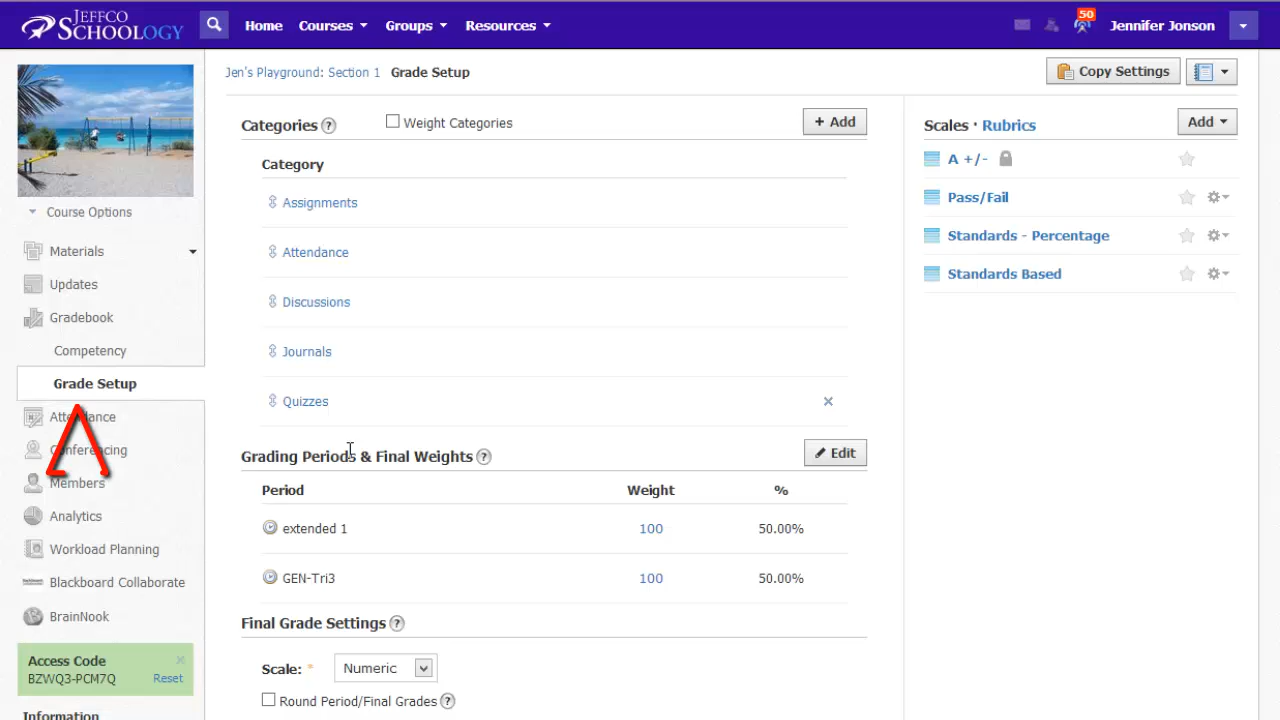 JEFFCO
SCHOOLOGY
Home
Courses
Groups
Resources
50
Jennifer Jonson
Course Options
Materials
Updates
Gradebook
Competency
Grade Setup
Attendance
Conferencing
Members
Analytics
Workload Planning
Blackboard Collaborate
BrainNook
Access Code
BZWQ3-PCM7Q Reset
Information
Jen's Playground: Section 1 Grade Setup
Copy Settings
Categories ? Weight Categories + Add
Category
Assignments
Attendance
Discussions
Journals
Quizzes
Grading Periods & Final Weights ? Edit
Period Weight %
extended 1 100 50.00%
GEN-Tri3 100 50.00%
Final Grade Settings ?
Scale: * Numeric
Round Period/Final Grades ?
Scales · Rubrics Add
A +/-
Pass/Fail
Standards - Percentage
Standards Based